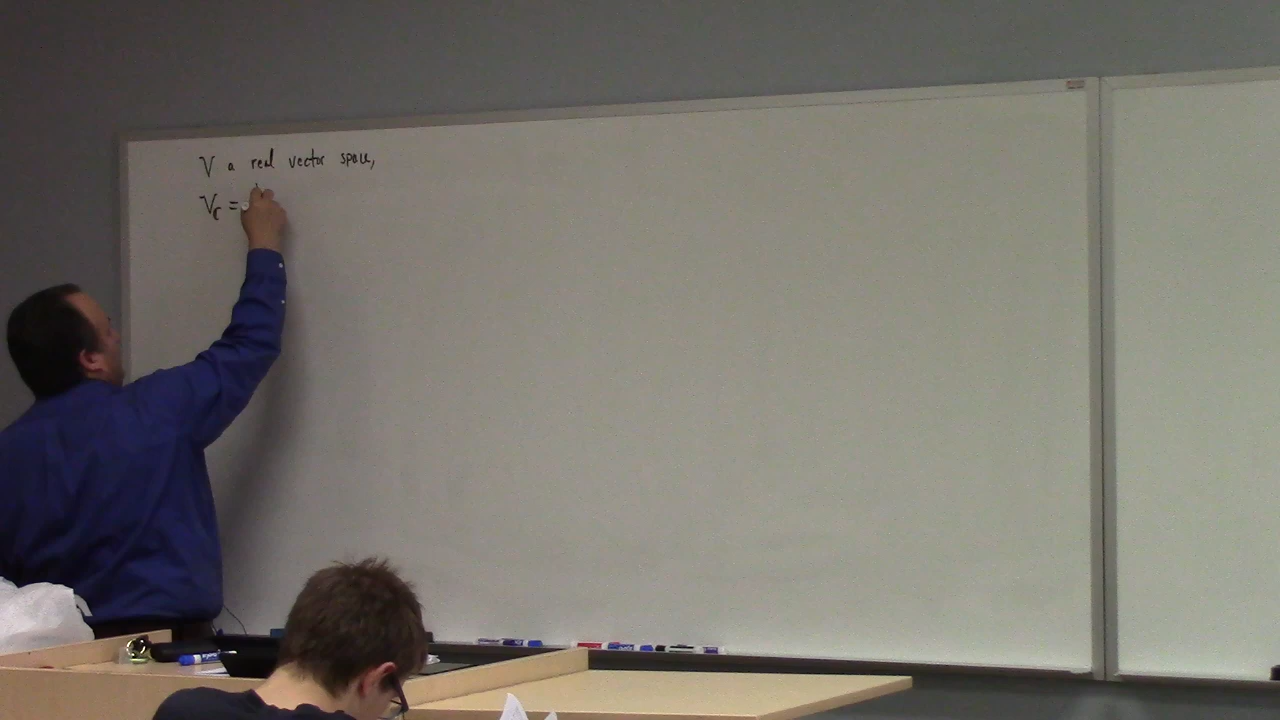 V a real vector space,
V_ℂ =